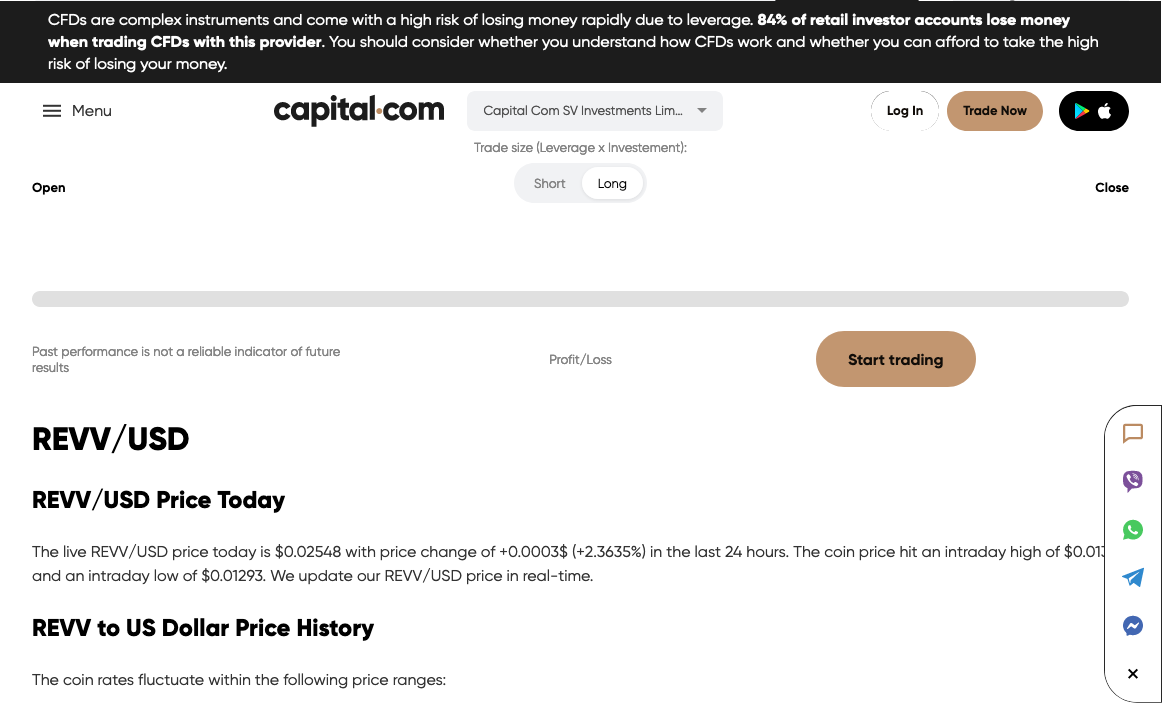 CFDs are complex instruments and come with a high risk of losing money rapidly due to leverage. 84% of retail investor accounts lose money
when trading CFDs with this provider. You should consider whether you understand how CFDs work and whether you can afford to take the high
risk of losing your money.
Menu
capital.com
Capital Com SV Investments Lim...
Log In
Trade Now
Trade size (Leverage x Investement):
Open
Short
Long
Close
Past performance is not a reliable indicator of future
results
Profit/Loss
Start trading
REVV/USD
REVV/USD Price Today
The live REVV/USD price today is $0.02548 with price change of +0.0003$ (+2.3635%) in the last 24 hours. The coin price hit an intraday high of
and an intraday low of $0.01293. We update our REVV/USD price in real-time.
REVV to US Dollar Price History
The coin rates fluctuate within the following price ranges: